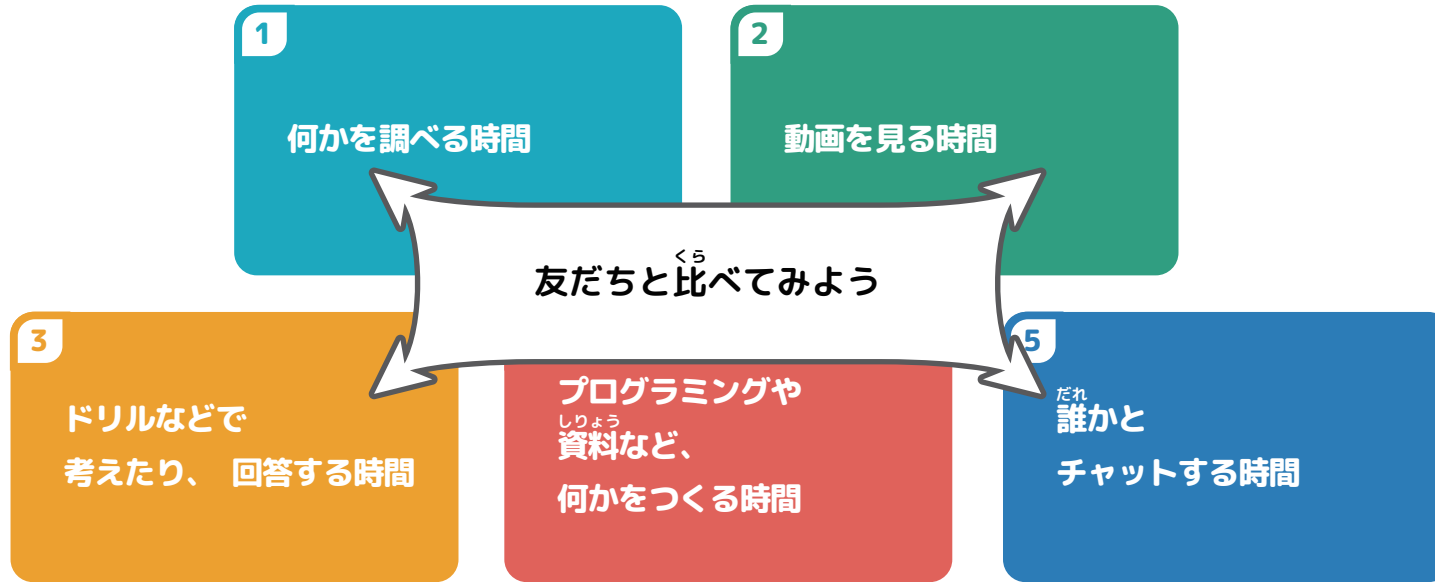 1
何かを調べる時間
2
動画を見る時間
くら
友だちと比べてみよう
3
ドリルなどで
考えたり、 回答する時間
プログラミングや
しりょう
資料など、
何かをつくる時間
5
だれ
誰かと
チャットする時間